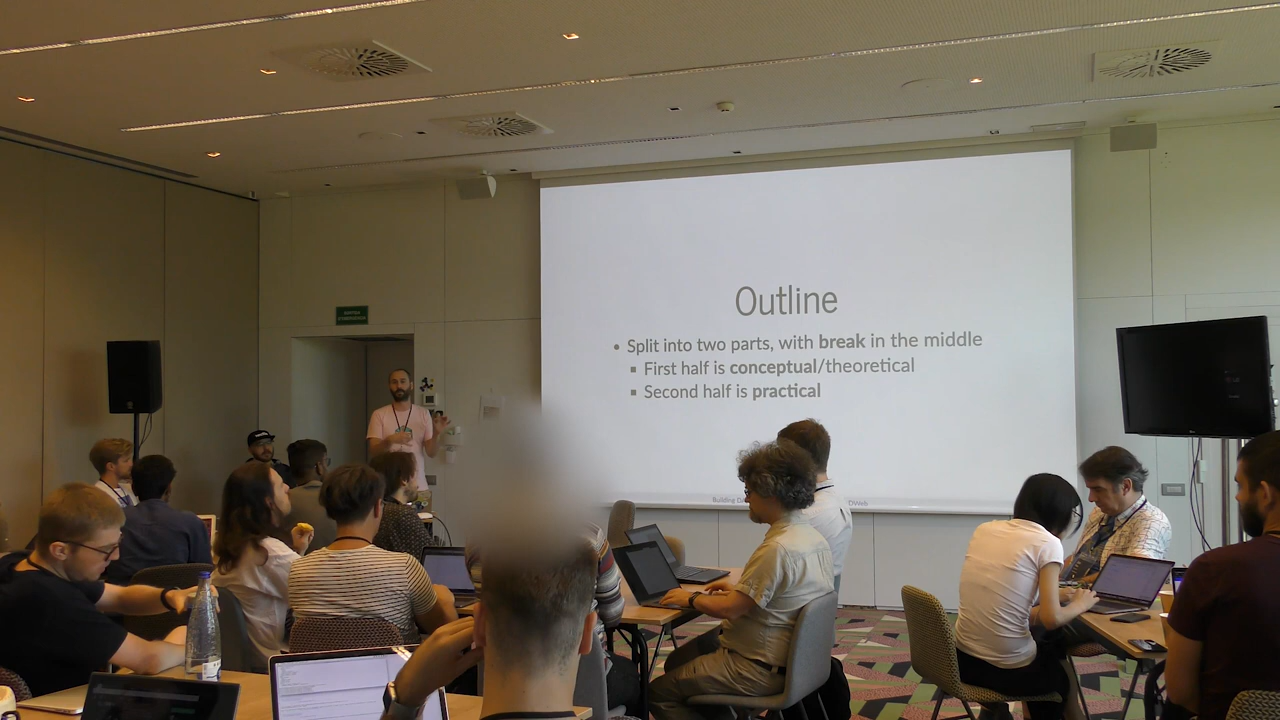 Outline
• Split into two parts, with break in the middle
▪ First half is conceptual/theoretical
▪ Second half is practical
Building